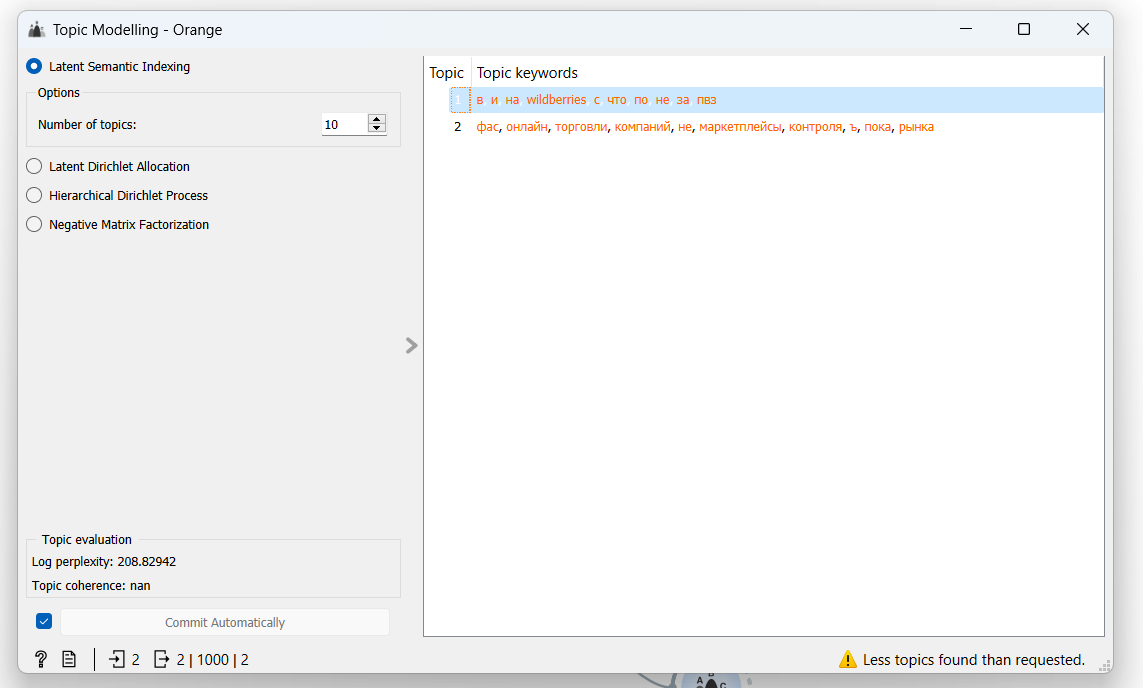 Topic Modelling - Orange
Latent Semantic Indexing
Options
Number of topics: 10
Latent Dirichlet Allocation
Hierarchical Dirichlet Process
Negative Matrix Factorization
Topic Topic keywords
1 в, и, на, wildberries, с, что, по, не, за, пвз
2 фас, онлайн, торговли, компаний, не, маркетплейсы, контроля, ъ, пока, рынка
Topic evaluation
Log perplexity: 208.82942
Topic coherence: nan
Commit Automatically
? 2 2 | 1000 | 2
Less topics found than requested.